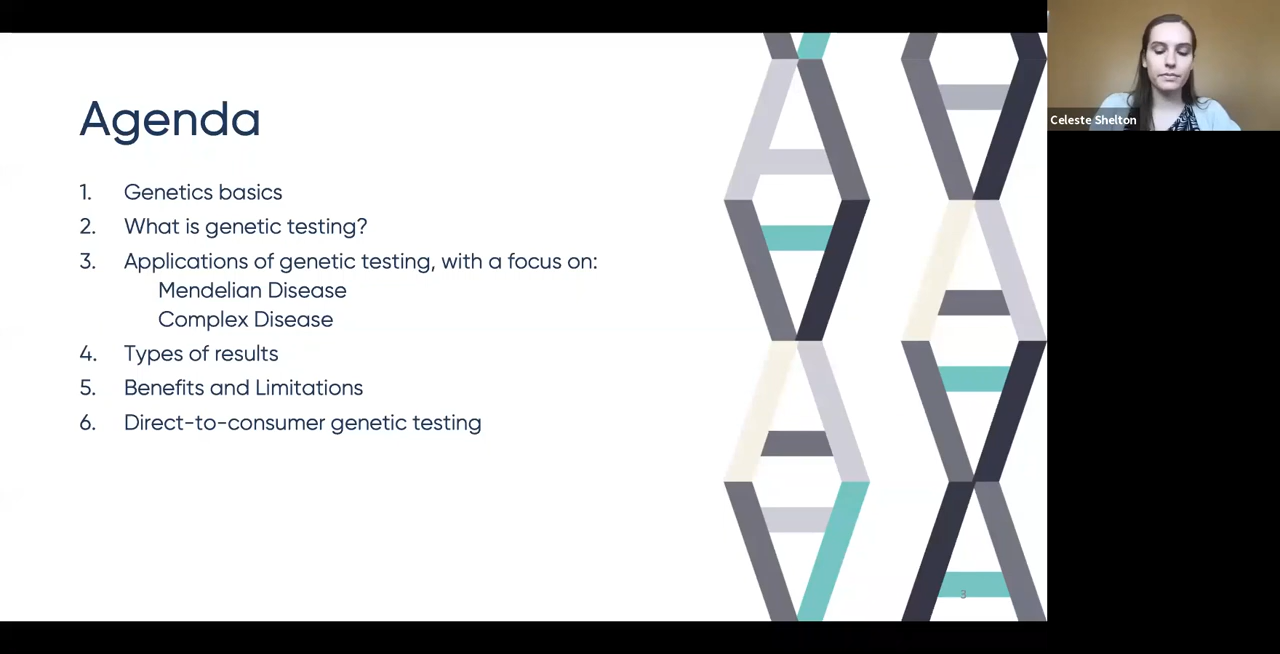 Agenda
1. Genetics basics
2. What is genetic testing?
3. Applications of genetic testing, with a focus on:
Mendelian Disease
Complex Disease
4. Types of results
5. Benefits and Limitations
6. Direct-to-consumer genetic testing
3
Celeste Shelton